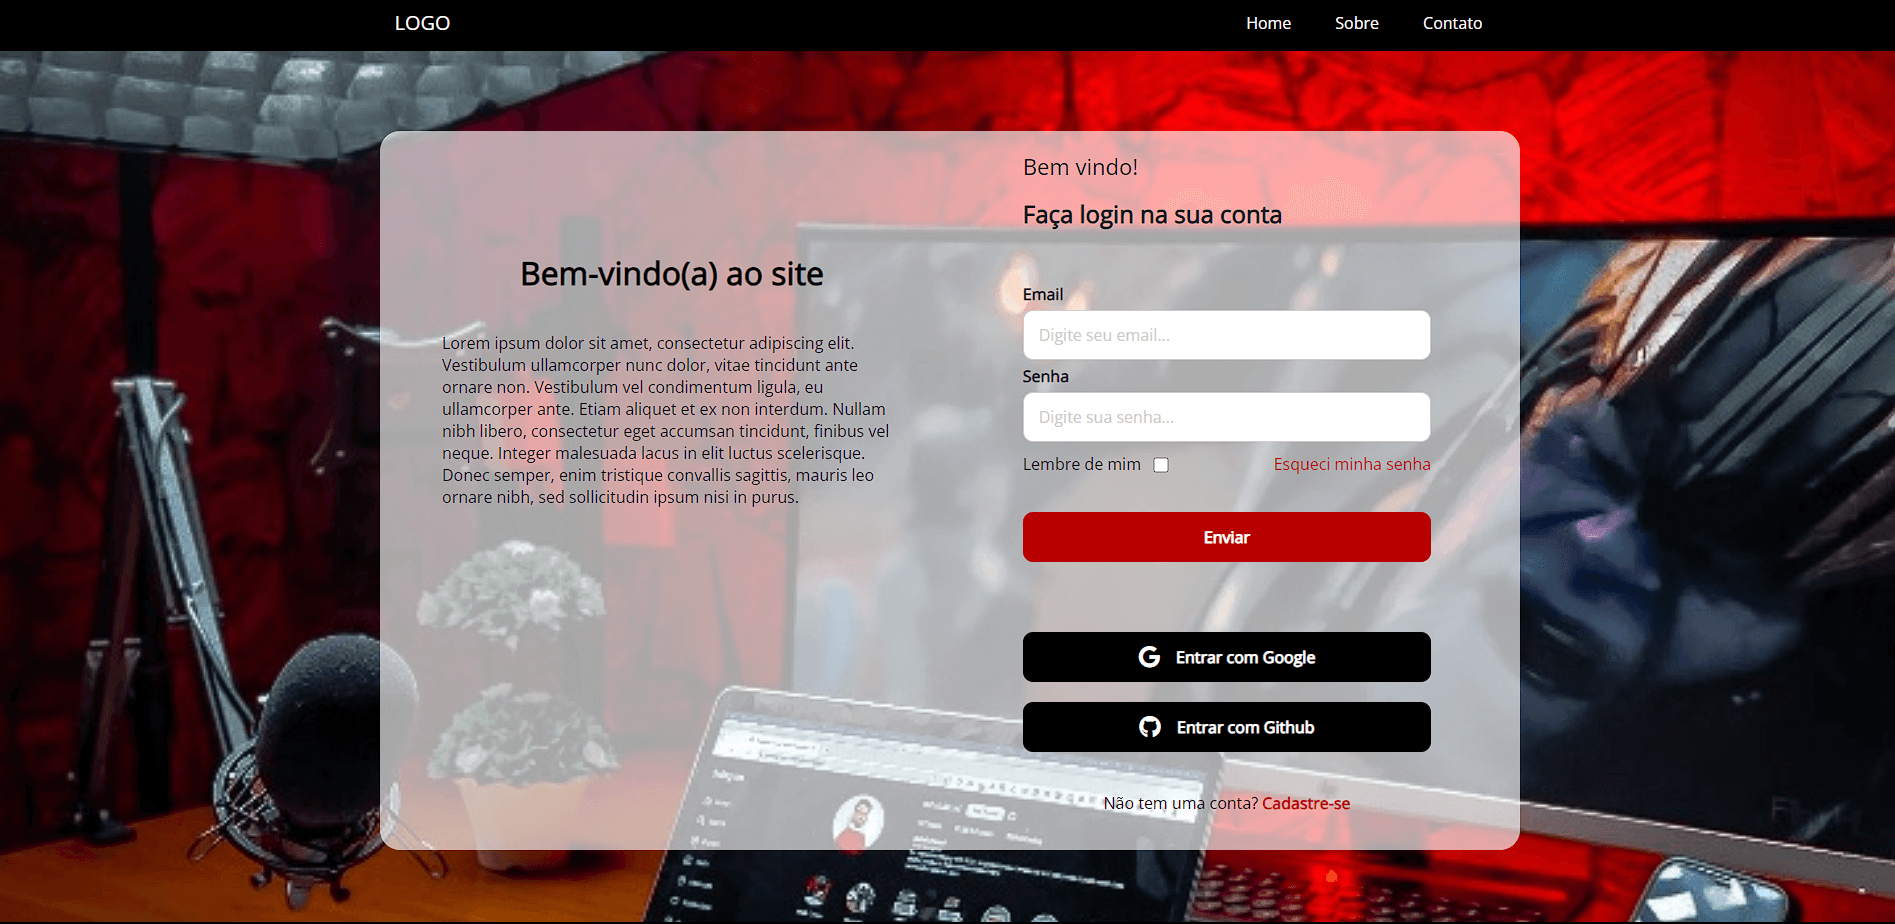 LOGO
Home
Sobre
Contato
Bem-vindo(a) ao site
Lorem ipsum dolor sit amet, consectetur adipiscing elit.
Vestibulum ullamcorper nunc dolor, vitae tincidunt ante
ornare non. Vestibulum vel condimentum ligula, eu
ullamcorper ante. Etiam aliquet et ex non interdum. Nullam
nibh libero, consectetur eget accumsan tincidunt, finibus vel
neque. Integer malesuada lacus in elit luctus scelerisque.
Donec semper, enim tristique convallis sagittis, mauris leo
ornare nibh, sed sollicitudin ipsum nisi in purus.
Bem vindo!
Faça login na sua conta
Email
Digite seu email...
Senha
Digite sua senha...
Lembre de mim
Esqueci minha senha
Enviar
Entrar com Google
Entrar com Github
Não tem uma conta? Cadastre-se